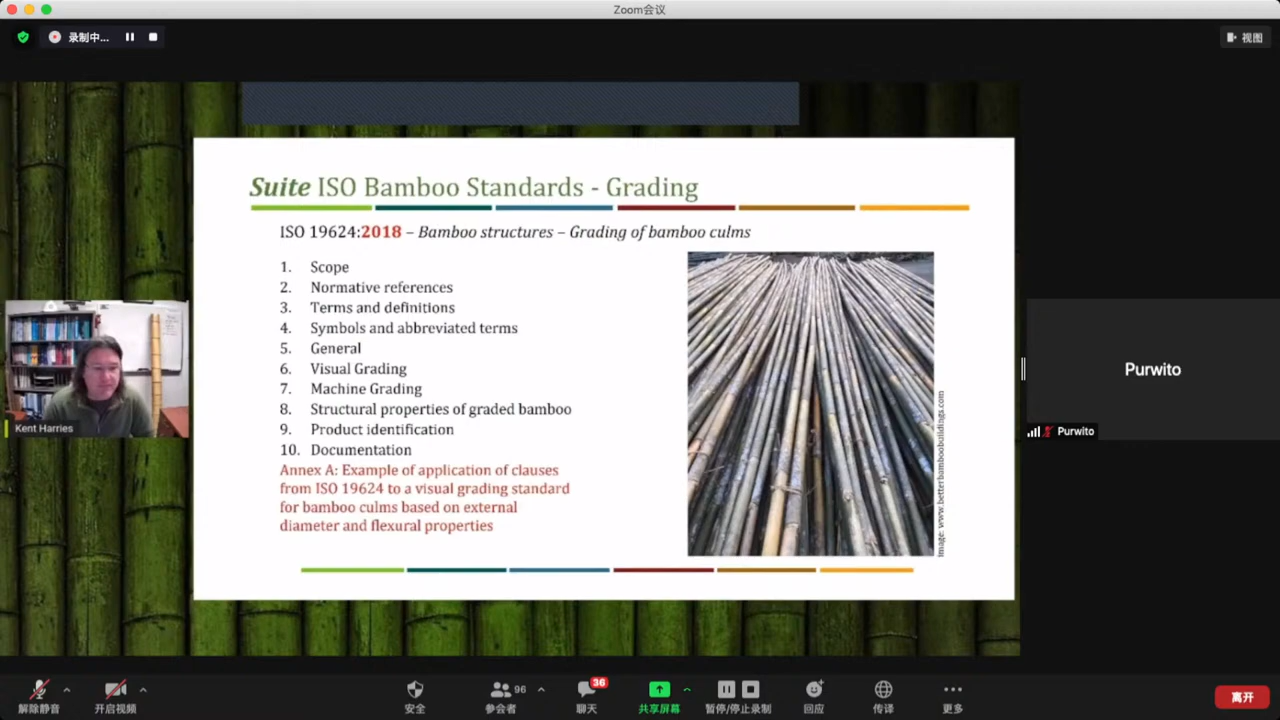 Zoom会议
录制中...
视图
Suite ISO Bamboo Standards - Grading
ISO 19624:2018 – Bamboo structures – Grading of bamboo culms
1. Scope
2. Normative references
3. Terms and definitions
4. Symbols and abbreviated terms
5. General
6. Visual Grading
7. Machine Grading
8. Structural properties of graded bamboo
9. Product identification
10. Documentation
Annex A: Example of application of clauses
from ISO 19624 to a visual grading standard
for bamboo culms based on external
diameter and flexural properties
Image: www.betterbamboobuildings.com
Kent Harries
Purwito
Purwito
解除静音
开启视频
安全
96
参会者
36
聊天
共享屏幕
暂停/停止录制
回应
传译
更多
离开